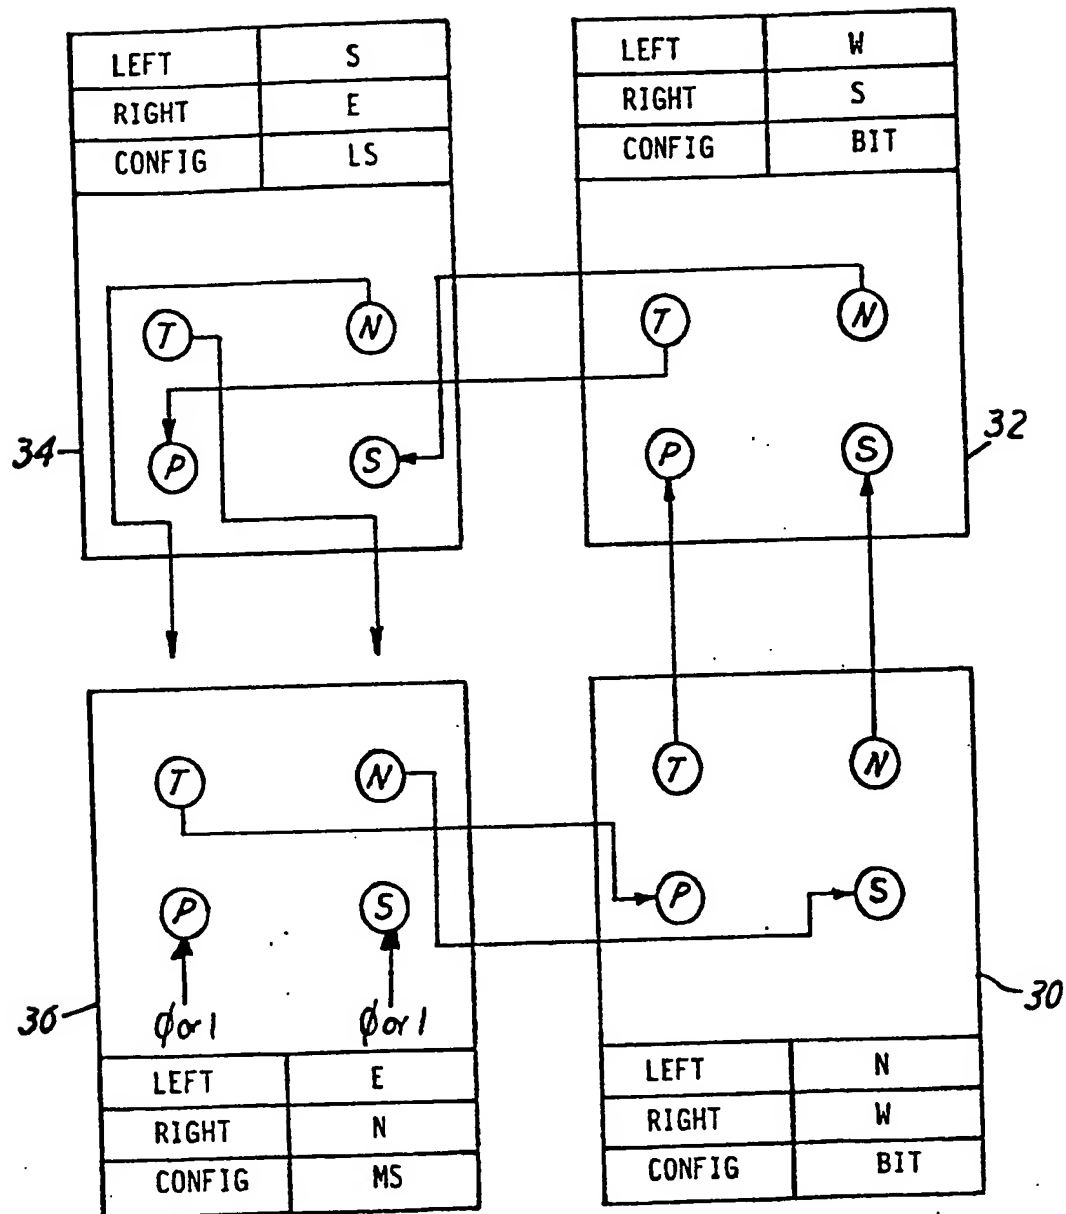 LEFT S
RIGHT E
CONFIG LS
LEFT W
RIGHT S
CONFIG BIT
T N
P S
34
T N
P S
32
T N
P S
ϕ or 1 ϕ or 1
36
T N
P S
30
LEFT E
RIGHT N
CONFIG MS
LEFT N
RIGHT W
CONFIG BIT